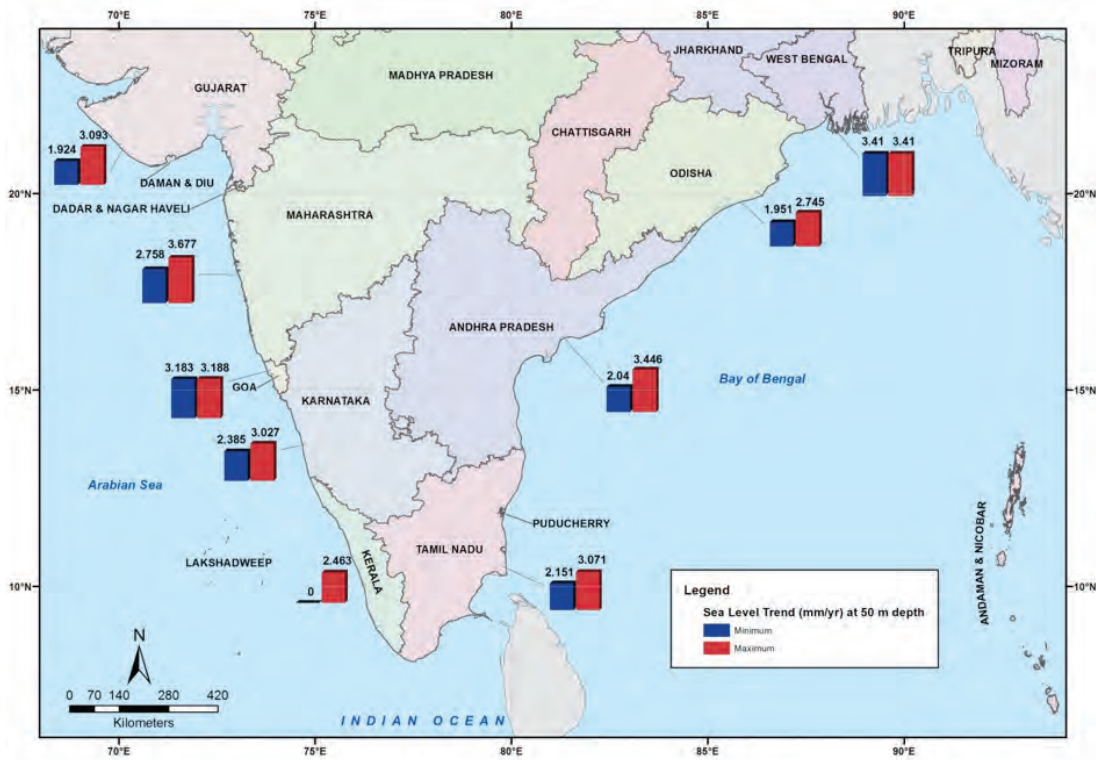 70°E 75°E 80°E 85°E 90°E
JHARKHAND
WEST BENGAL
TRIPURA
MIZORAM
MADHYA PRADESH
GUJARAT
CHATTISGARH
ODISHA
1.924 3.093
3.41 3.41
DAMAN & DIU
20°N
20°N
DADAR & NAGAR HAVELI
MAHARASHTRA
1.951 2.745
2.758 3.677
ANDHRA PRADESH
2.04 3.446
Bay of Bengal
3.183 3.188
GOA
15°N
15°N
KARNATAKA
2.385 3.027
Arabian Sea
PUDUCHERRY
ANDAMAN & NICOBAR
LAKSHADWEEP
KERALA
TAMIL NADU
0 2.463
2.151 3.071
10°N
10°N
Legend
Sea Level Trend (mm/yr) at 50 m depth
Minimum
Maximum
N
0 70 140 280 420
Kilometers
INDIAN OCEAN
70°E 75°E 80°E 85°E 90°E